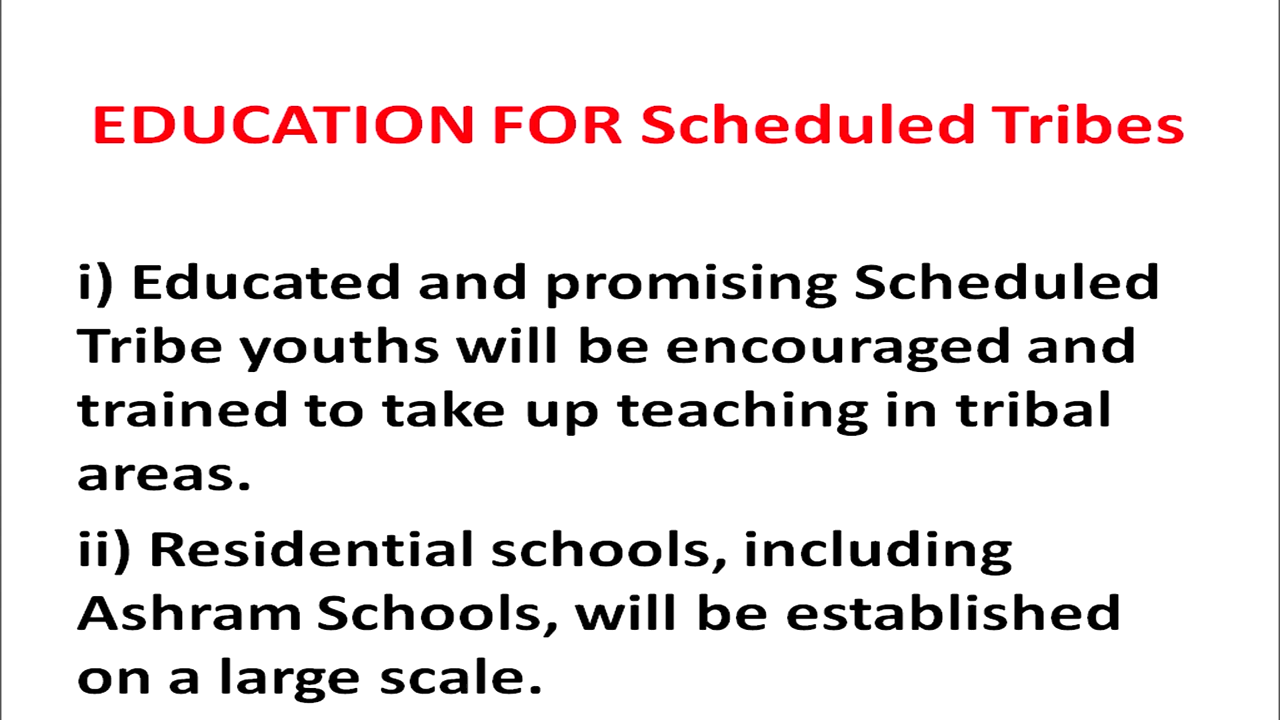 EDUCATION FOR Scheduled Tribes
i) Educated and promising Scheduled
Tribe youths will be encouraged and
trained to take up teaching in tribal
areas.
ii) Residential schools, including
Ashram Schools, will be established
on a large scale.